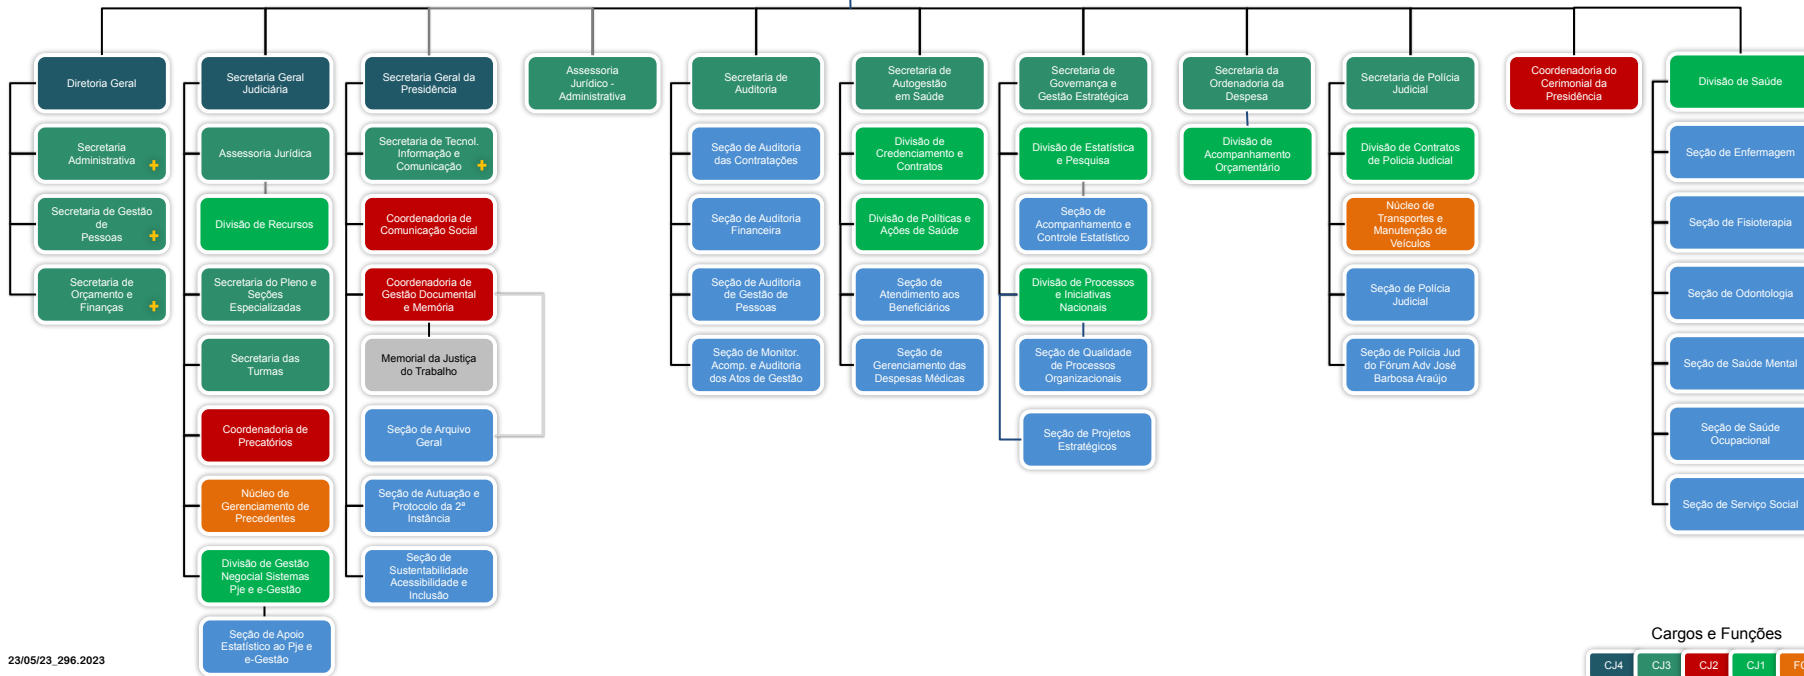 Diretoria Geral
Secretaria
Administrativa
Secretaria de Gestão
de
Pessoas
Secretaria de
Orçamento e
Finanças
Secretaria Geral
Judiciária
Assessoria Jurídica
Divisão de Recursos
Secretaria do Pleno e
Seções
Especializadas
Secretaria das
Turmas
Coordenadoria de
Precatórios
Núcleo de
Gerenciamento de
Precedentes
Divisão de Gestão
Negocial Sistemas
Pje e e-Gestão
Seção de Apoio
Estatístico ao Pje e
e-Gestão
Secretaria Geral da
Presidência
Secretaria de Tecnol.
Informação e
Comunicação
Coordenadoria de
Comunicação Social
Coordenadoria de
Gestão Documental
e Memória
Memorial da Justiça
do Trabalho
Seção de Arquivo
Geral
Seção de Autuação e
Protocolo da 2ª
Instância
Seção de
Sustentabilidade
Acessibilidade e
Inclusão
Assessoria
Jurídico -
Administrativa
Secretaria de
Auditoria
Seção de Auditoria
das Contratações
Seção de Auditoria
Financeira
Seção de Auditoria
de Gestão de
Pessoas
Seção de Monitor.
Acomp. e Auditoria
dos Atos de Gestão
Secretaria de
Autogestão
em Saúde
Divisão de
Credenciamento e
Contratos
Divisão de Políticas e
Ações de Saúde
Seção de
Atendimento aos
Beneficiários
Seção de
Gerenciamento das
Despesas Médicas
Secretaria de
Governança e
Gestão Estratégica
Divisão de Estatística
e Pesquisa
Seção de
Acompanhamento e
Controle Estatístico
Divisão de Processos
e Iniciativas
Nacionais
Seção de Qualidade
de Processos
Organizacionais
Seção de Projetos
Estratégicos
Secretaria da
Ordenadoria da
Despesa
Divisão de
Acompanhamento
Orçamentário
Secretaria de Polícia
Judicial
Divisão de Contratos
de Policia Judicial
Núcleo de
Transportes e
Manutenção de
Veículos
Seção de Polícia
Judicial
Seção de Polícia Jud
do Fórum Adv José
Barbosa Araújo
Coordenadoria do
Cerimonial da
Presidência
Divisão de Saúde
Seção de Enfermagem
Seção de Fisioterapia
Seção de Odontologia
Seção de Saúde Mental
Seção de Saúde
Ocupacional
Seção de Serviço Social
23/05/23_296.2023
Cargos e Funções
CJ4 CJ3 CJ2 CJ1